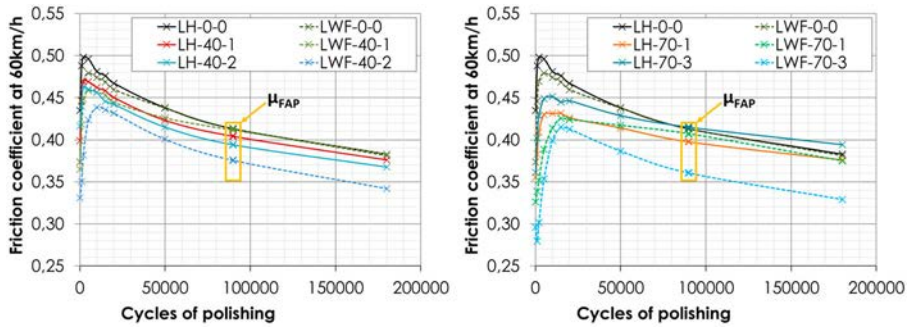 Friction coefficient at 60km/h
0,55
0,50
0,45
0,40
0,35
0,30
0,25
LH-0-0 LWF-0-0
LH-40-1 LWF-40-1
LH-40-2 LWF-40-2
μFAP
0 50000 100000 150000 200000
Cycles of polishing
Friction coefficient at 60km/h
0,55
0,50
0,45
0,40
0,35
0,30
0,25
LH-0-0 LWF-0-0
LH-70-1 LWF-70-1
LH-70-3 LWF-70-3
μFAP
0 50000 100000 150000 200000
Cycles of polishing